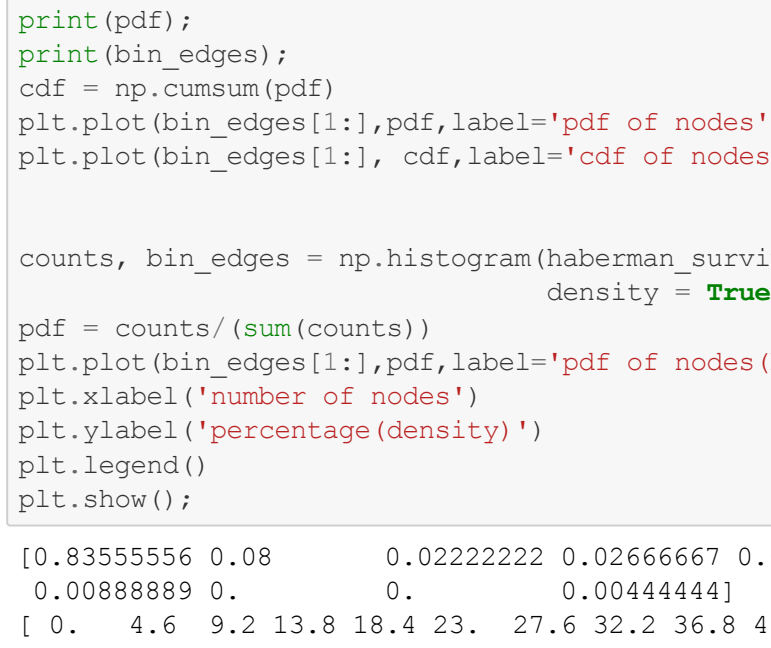 print(pdf);
print(bin_edges);
cdf = np.cumsum(pdf)
plt.plot(bin_edges[1:],pdf,label='pdf of nodes'
plt.plot(bin_edges[1:], cdf,label='cdf of nodes
counts, bin_edges = np.histogram(haberman_survi
density = True
pdf = counts/(sum(counts))
plt.plot(bin_edges[1:],pdf,label='pdf of nodes(
plt.xlabel('number of nodes')
plt.ylabel('percentage(density)')
plt.legend()
plt.show();
[0.83555556 0.08 0.02222222 0.02666667 0.
0.00888889 0. 0. 0.00444444]
[ 0. 4.6 9.2 13.8 18.4 23. 27.6 32.2 36.8 4